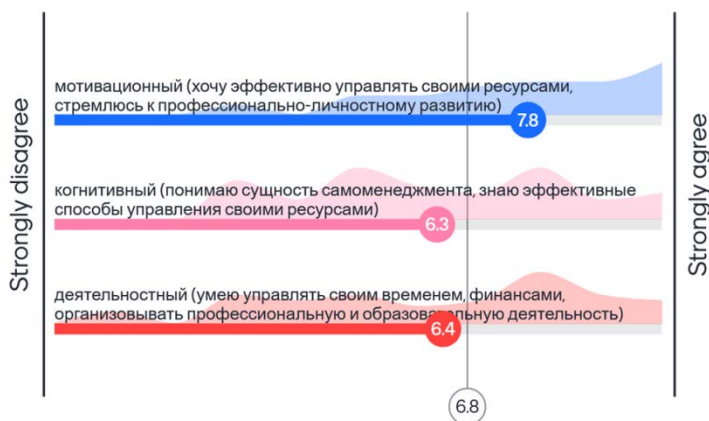 Strongly disagree
мотивационный (хочу эффективно управлять своими ресурсами,
стремлюсь к профессионально-личностному развитию)
7.8
когнитивный (понимаю сущность самоменеджмента, знаю эффективные
способы управления своими ресурсами)
6.3
деятельностный (умею управлять своим временем, финансами,
организовывать профессиональную и образовательную деятельность)
6.4
6.8
Strongly agree